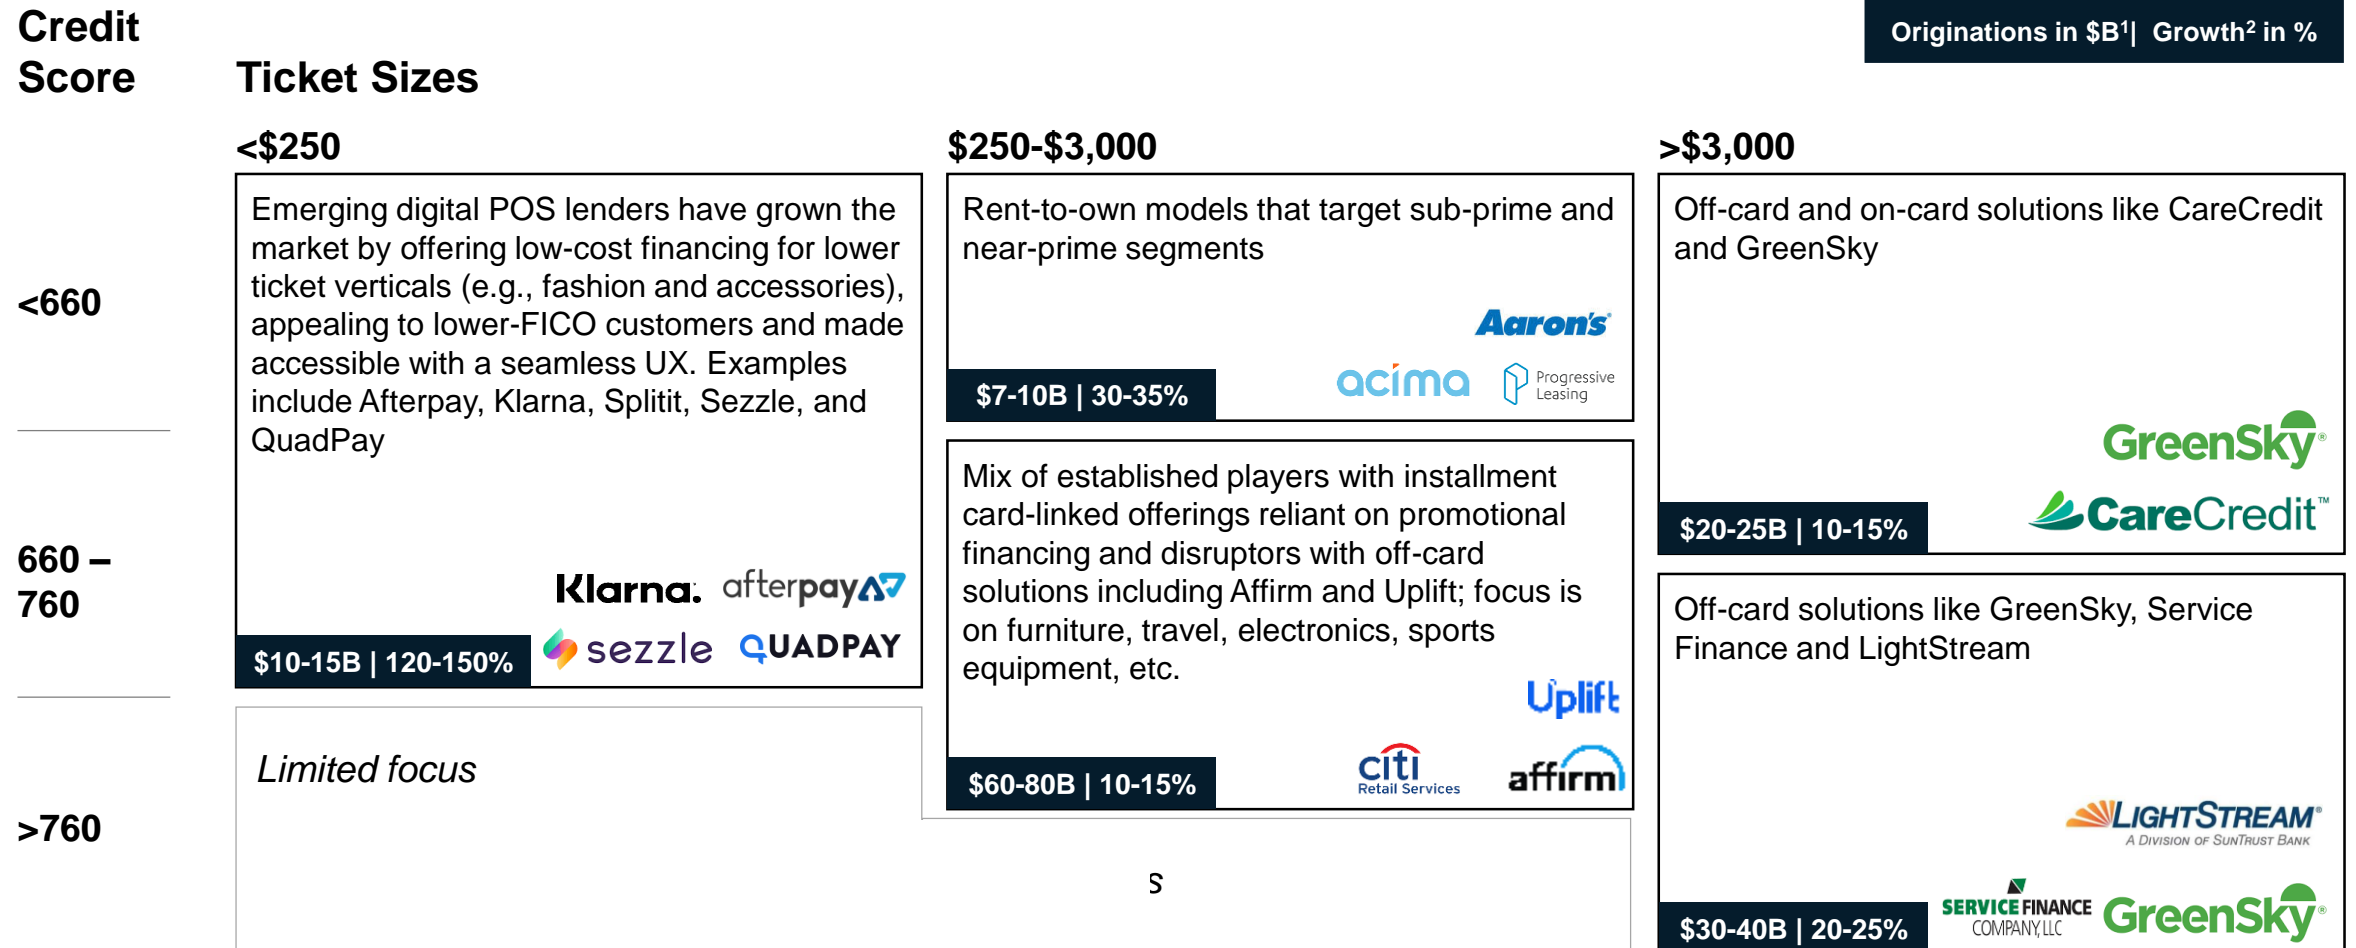 Credit
Score
Ticket Sizes
Originations in $B¹| Growth² in %
<$250
$250-$3,000
>$3,000
<660
660 –
760
>760
Emerging digital POS lenders have grown the
market by offering low-cost financing for lower
ticket verticals (e.g., fashion and accessories),
appealing to lower-FICO customers and made
accessible with a seamless UX. Examples
include Afterpay, Klarna, Splitit, Sezzle, and
QuadPay
Klarna.
afterpay
sezzle
QUADPAY
$10-15B | 120-150%
Limited focus
s
Rent-to-own models that target sub-prime and
near-prime segments
Aaron's
acima
Progressive
Leasing
$7-10B | 30-35%
Mix of established players with installment
card-linked offerings reliant on promotional
financing and disruptors with off-card
solutions including Affirm and Uplift; focus is
on furniture, travel, electronics, sports
equipment, etc.
Uplift
citi
Retail Services
affirm
$60-80B | 10-15%
Off-card and on-card solutions like CareCredit
and GreenSky
GreenSky®
CareCredit™
$20-25B | 10-15%
Off-card solutions like GreenSky, Service
Finance and LightStream
LIGHTSTREAM®
A DIVISION OF SUNTRUST BANK
SERVICE FINANCE
COMPANY, LLC
GreenSky®
$30-40B | 20-25%